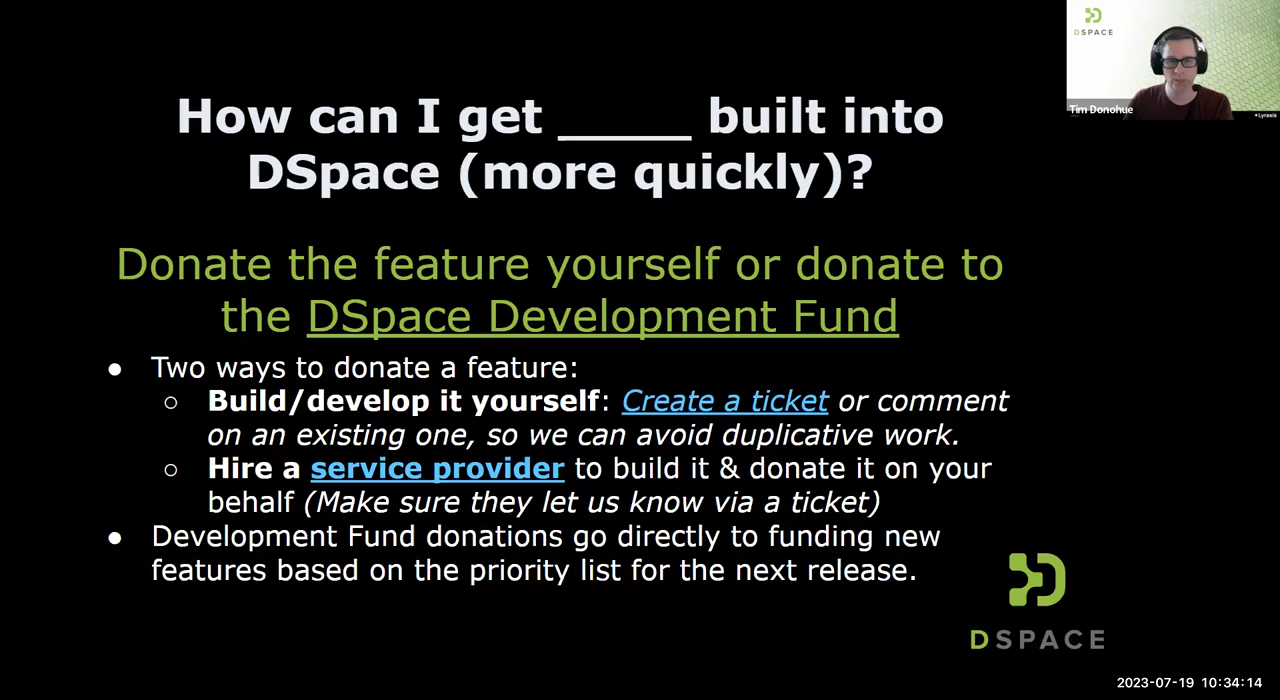 DSPACE
Tim Donohue
Lyrasis
How can I get _____ built into
DSpace (more quickly)?
Donate the feature yourself or donate to
the DSpace Development Fund
● Two ways to donate a feature:
○ Build/develop it yourself: Create a ticket or comment
on an existing one, so we can avoid duplicative work.
○ Hire a service provider to build it & donate it on your
behalf (Make sure they let us know via a ticket)
● Development Fund donations go directly to funding new
features based on the priority list for the next release.
DSPACE
2023-07-19 10:34:14